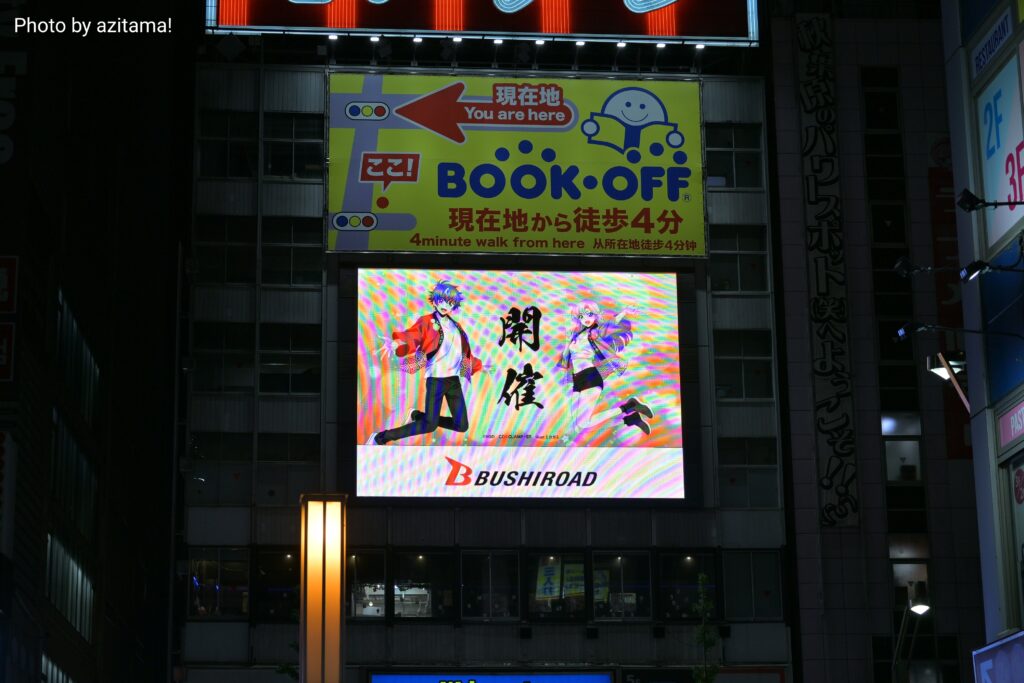 Photo by azitama!
現在地
You are here
ここ!
BOOK・OFF
現在地から徒歩4分
4minute walk from here 从所在地徒步4分钟
開
催
BUSHIROAD
秋葉原のパワースポット(笑)へようこそ!!
RESTAURANT
2F
3F